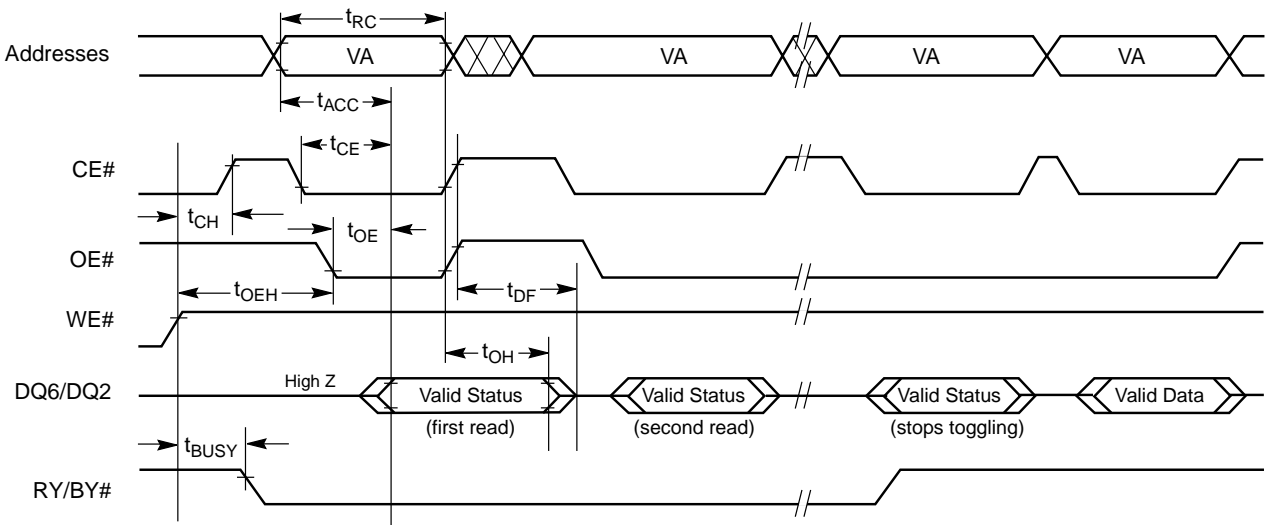 tRC
Addresses VA VA VA VA
tACC
tCE
CE#
tCH
tOE
OE#
tOEH
tDF
WE#
tOH
DQ6/DQ2 High Z Valid Status Valid Status Valid Status Valid Data
(first read) (second read) (stops toggling)
tBUSY
RY/BY#